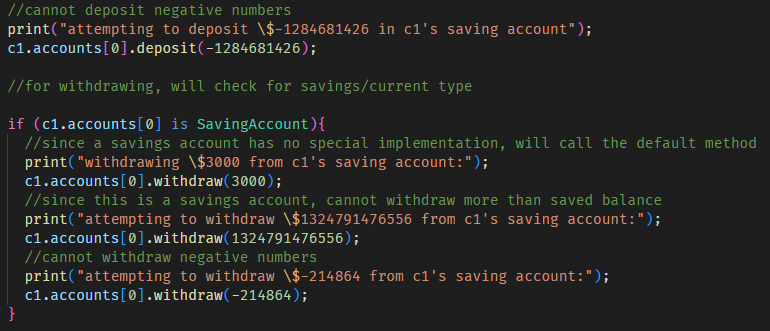 //cannot deposit negative numbers
print("attempting to deposit \$-1284681426 in c1's saving account");
c1.accounts[0].deposit(-1284681426);
//for withdrawing, will check for savings/current type
if (c1.accounts[0] is SavingAccount){
//since a savings account has no special implementation, will call the default method
print("withdrawing \$3000 from c1's saving account:");
c1.accounts[0].withdraw(3000);
//since this is a savings account, cannot withdraw more than saved balance
print("attempting to withdraw \$1324791476556 from c1's saving account:");
c1.accounts[0].withdraw(1324791476556);
//cannot withdraw negative numbers
print("attempting to withdraw \$-214864 from c1's saving account:");
c1.accounts[0].withdraw(-214864);
}